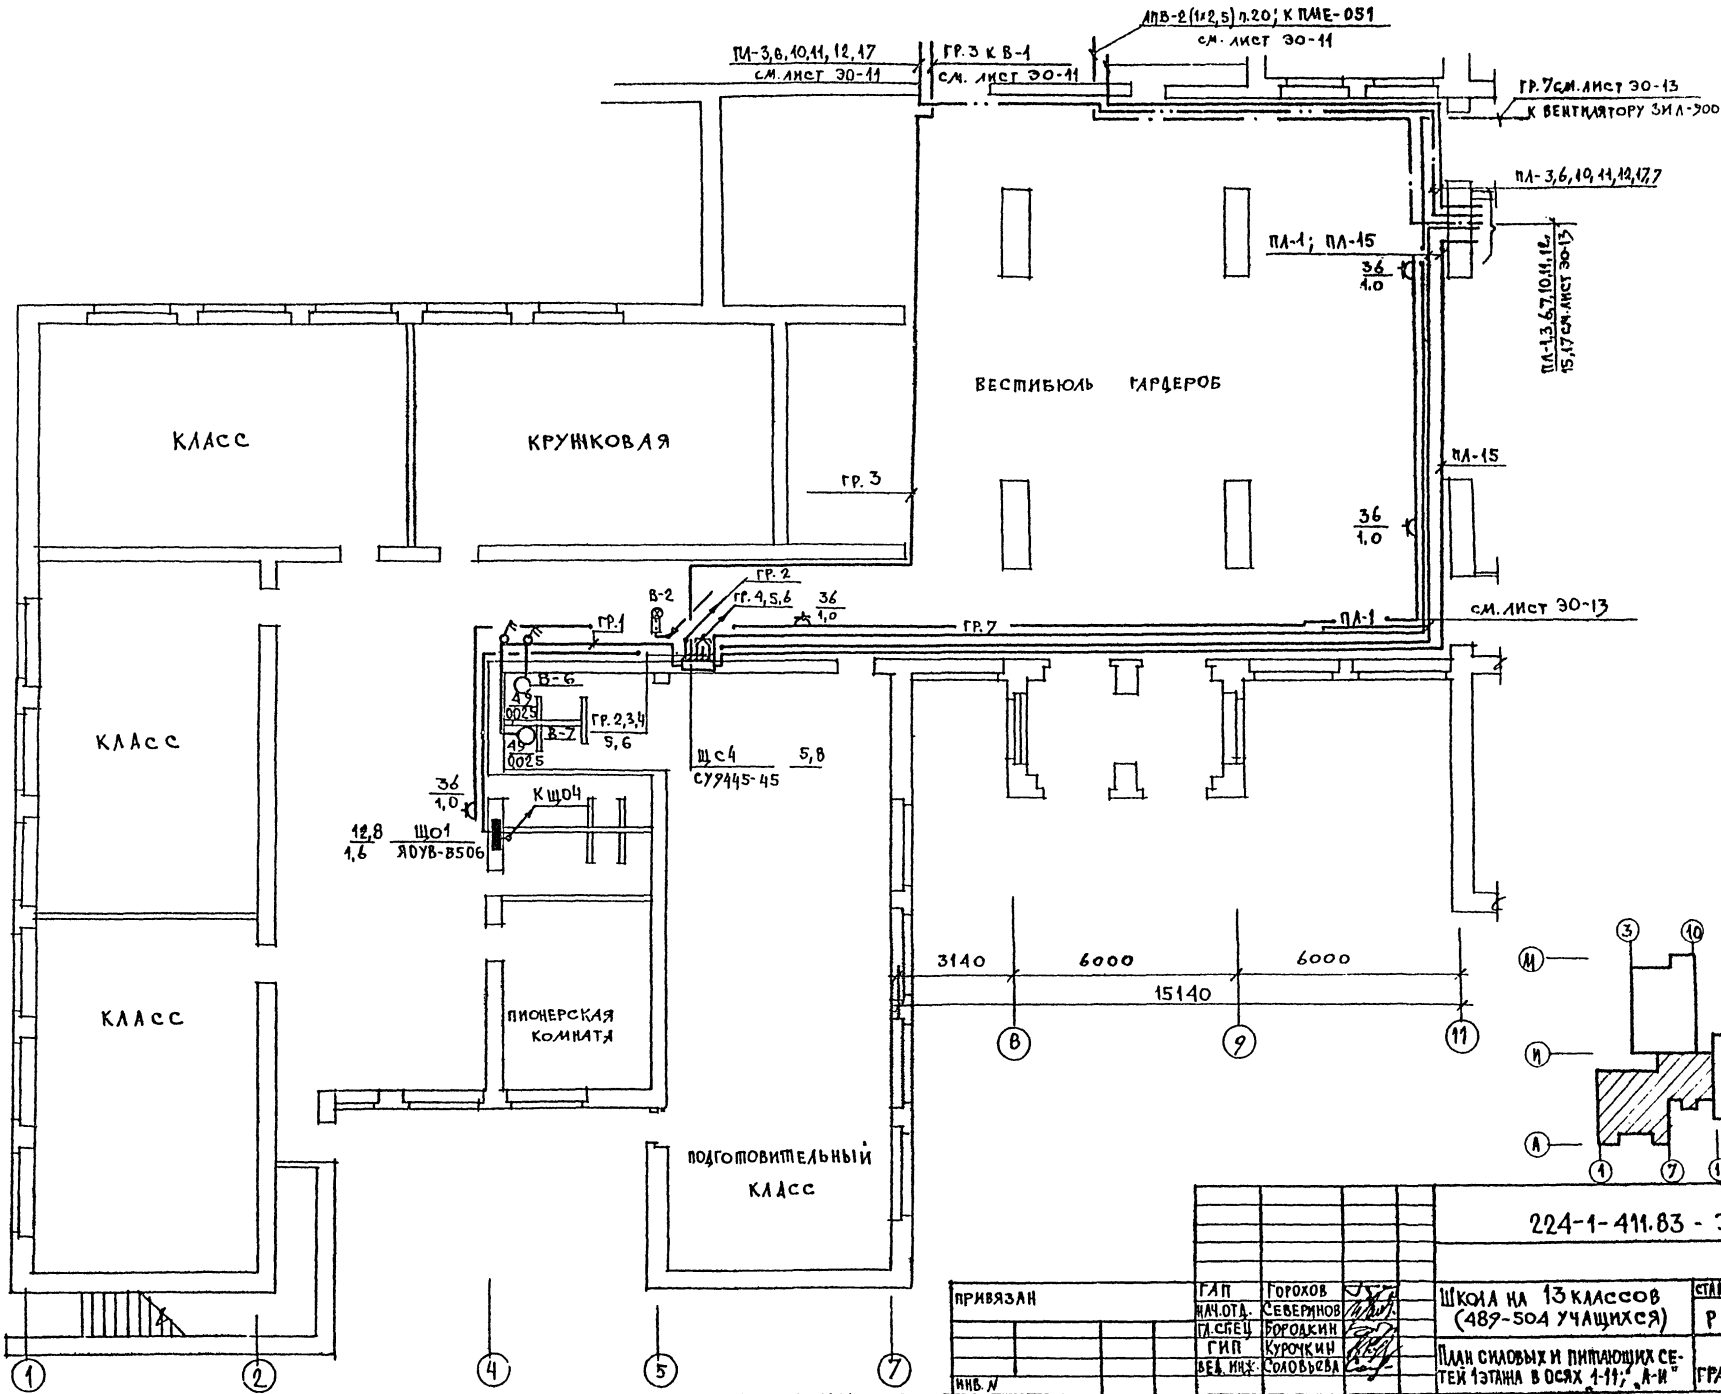 АПВ-2(1×2,5) п.20; К ПМЕ-051
см. лист ЭО-11
ПЛ-3,6,10,11,12,17
см. лист ЭО-11
ГР.3 к В-1
см. лист ЭО-11
ГР.7 см. лист ЭО-13
к вентилятору ЗИЛ-900
ПЛ-3,6,10,11,12,17,7
ПЛ-1; ПЛ-15
36
1,0
ПЛ-1,3,6,7,10,11,12,
15,17 см. лист ЭО-13
ВЕСТИБЮЛЬ ГАРДЕРОБ
КЛАСС
КРУЖКОВАЯ
ГР. 3
ПЛ-15
36
1,0
ГР. 2
В-2
ГР. 4,5,6
36
1,0
ГР.1
ГР. 7
ПЛ-1
см. лист ЭО-13
В-6
49
0,025
ГР. 2,3,4
5, 6
В-7
49
0,025
КЛАСС
ЩС4 5,8
СУ9445-45
36
1,0
К ЩО4
12,8 ЩО1
1,6 ЯОУВ-8506
3140
6000
6000
15140
КЛАСС
ПИОНЕРСКАЯ
КОМНАТА
8
9
11
3
10
М
И
А
1
7
ПОДГОТОВИТЕЛЬНЫЙ
КЛАСС
224-1-411.83 -
ПРИВЯЗАН
ИНВ. N
ГАП ГОРОХОВ
НАЧ.ОТД. СЕВЕРИНОВ
ГЛ.СПЕЦ БОРОДКИН
ГИП КУРОЧКИН
ВЕД. ИНЖ. СОЛОВЬЕВА
ШКОЛА НА 13 КЛАССОВ
(489-504 УЧАЩИХСЯ)
Р
ПЛАН СИЛОВЫХ И ПИТАЮЩИХ СЕ-
ТЕЙ 1 ЭТАЖА В ОСЯХ 1-11; „А-И"
1
2
4
5
7